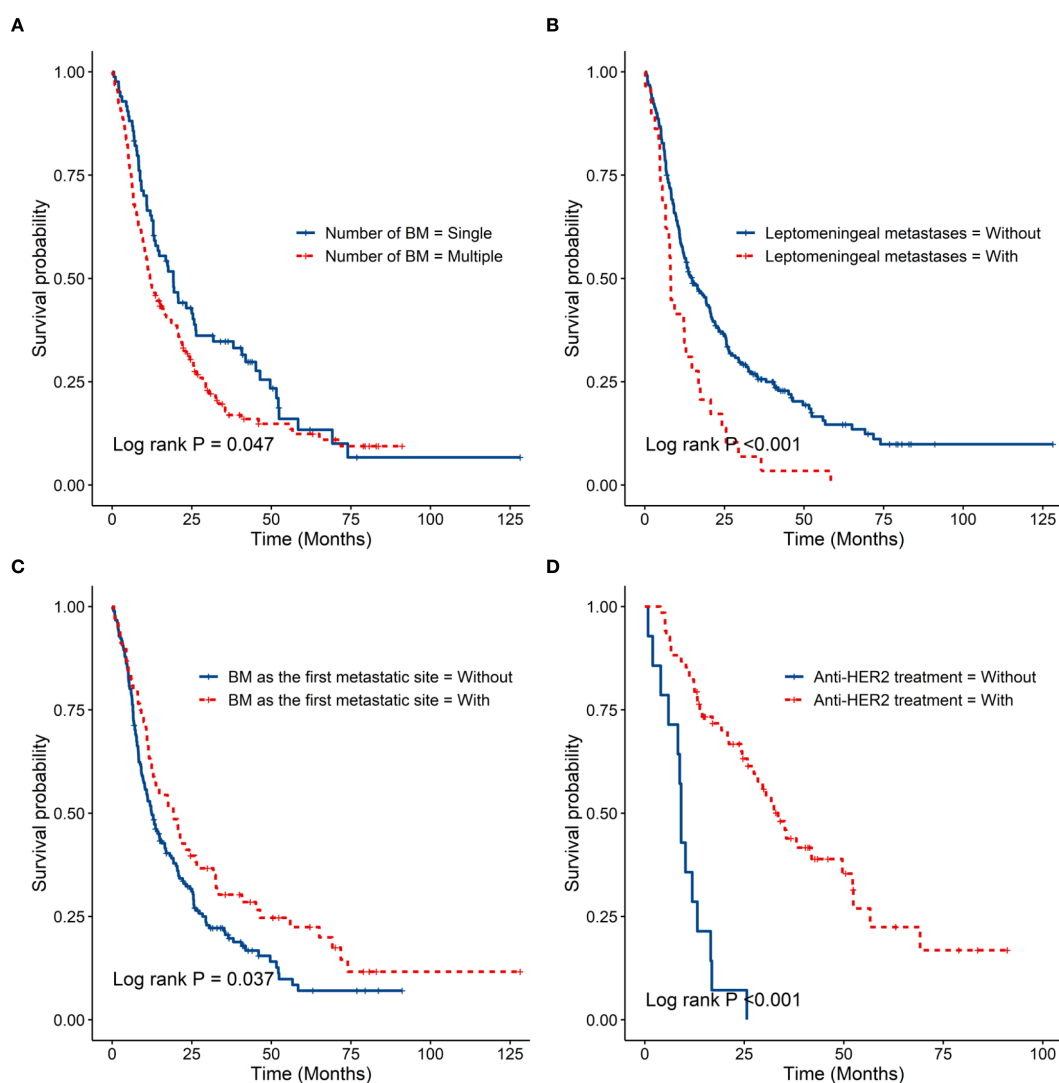 A
Survival probability
1.00
0.75
0.50
0.25
0.00
Number of BM = Single
Number of BM = Multiple
Log rank P = 0.047
0 25 50 75 100 125
Time (Months)
B
Survival probability
1.00
0.75
0.50
0.25
0.00
Leptomeningeal metastases = Without
Leptomeningeal metastases = With
Log rank P <0.001
0 25 50 75 100 125
Time (Months)
C
Survival probability
1.00
0.75
0.50
0.25
0.00
BM as the first metastatic site = Without
BM as the first metastatic site = With
Log rank P = 0.037
0 25 50 75 100 125
Time (Months)
D
Survival probability
1.00
0.75
0.50
0.25
0.00
Anti-HER2 treatment = Without
Anti-HER2 treatment = With
Log rank P <0.001
0 25 50 75 100
Time (Months)